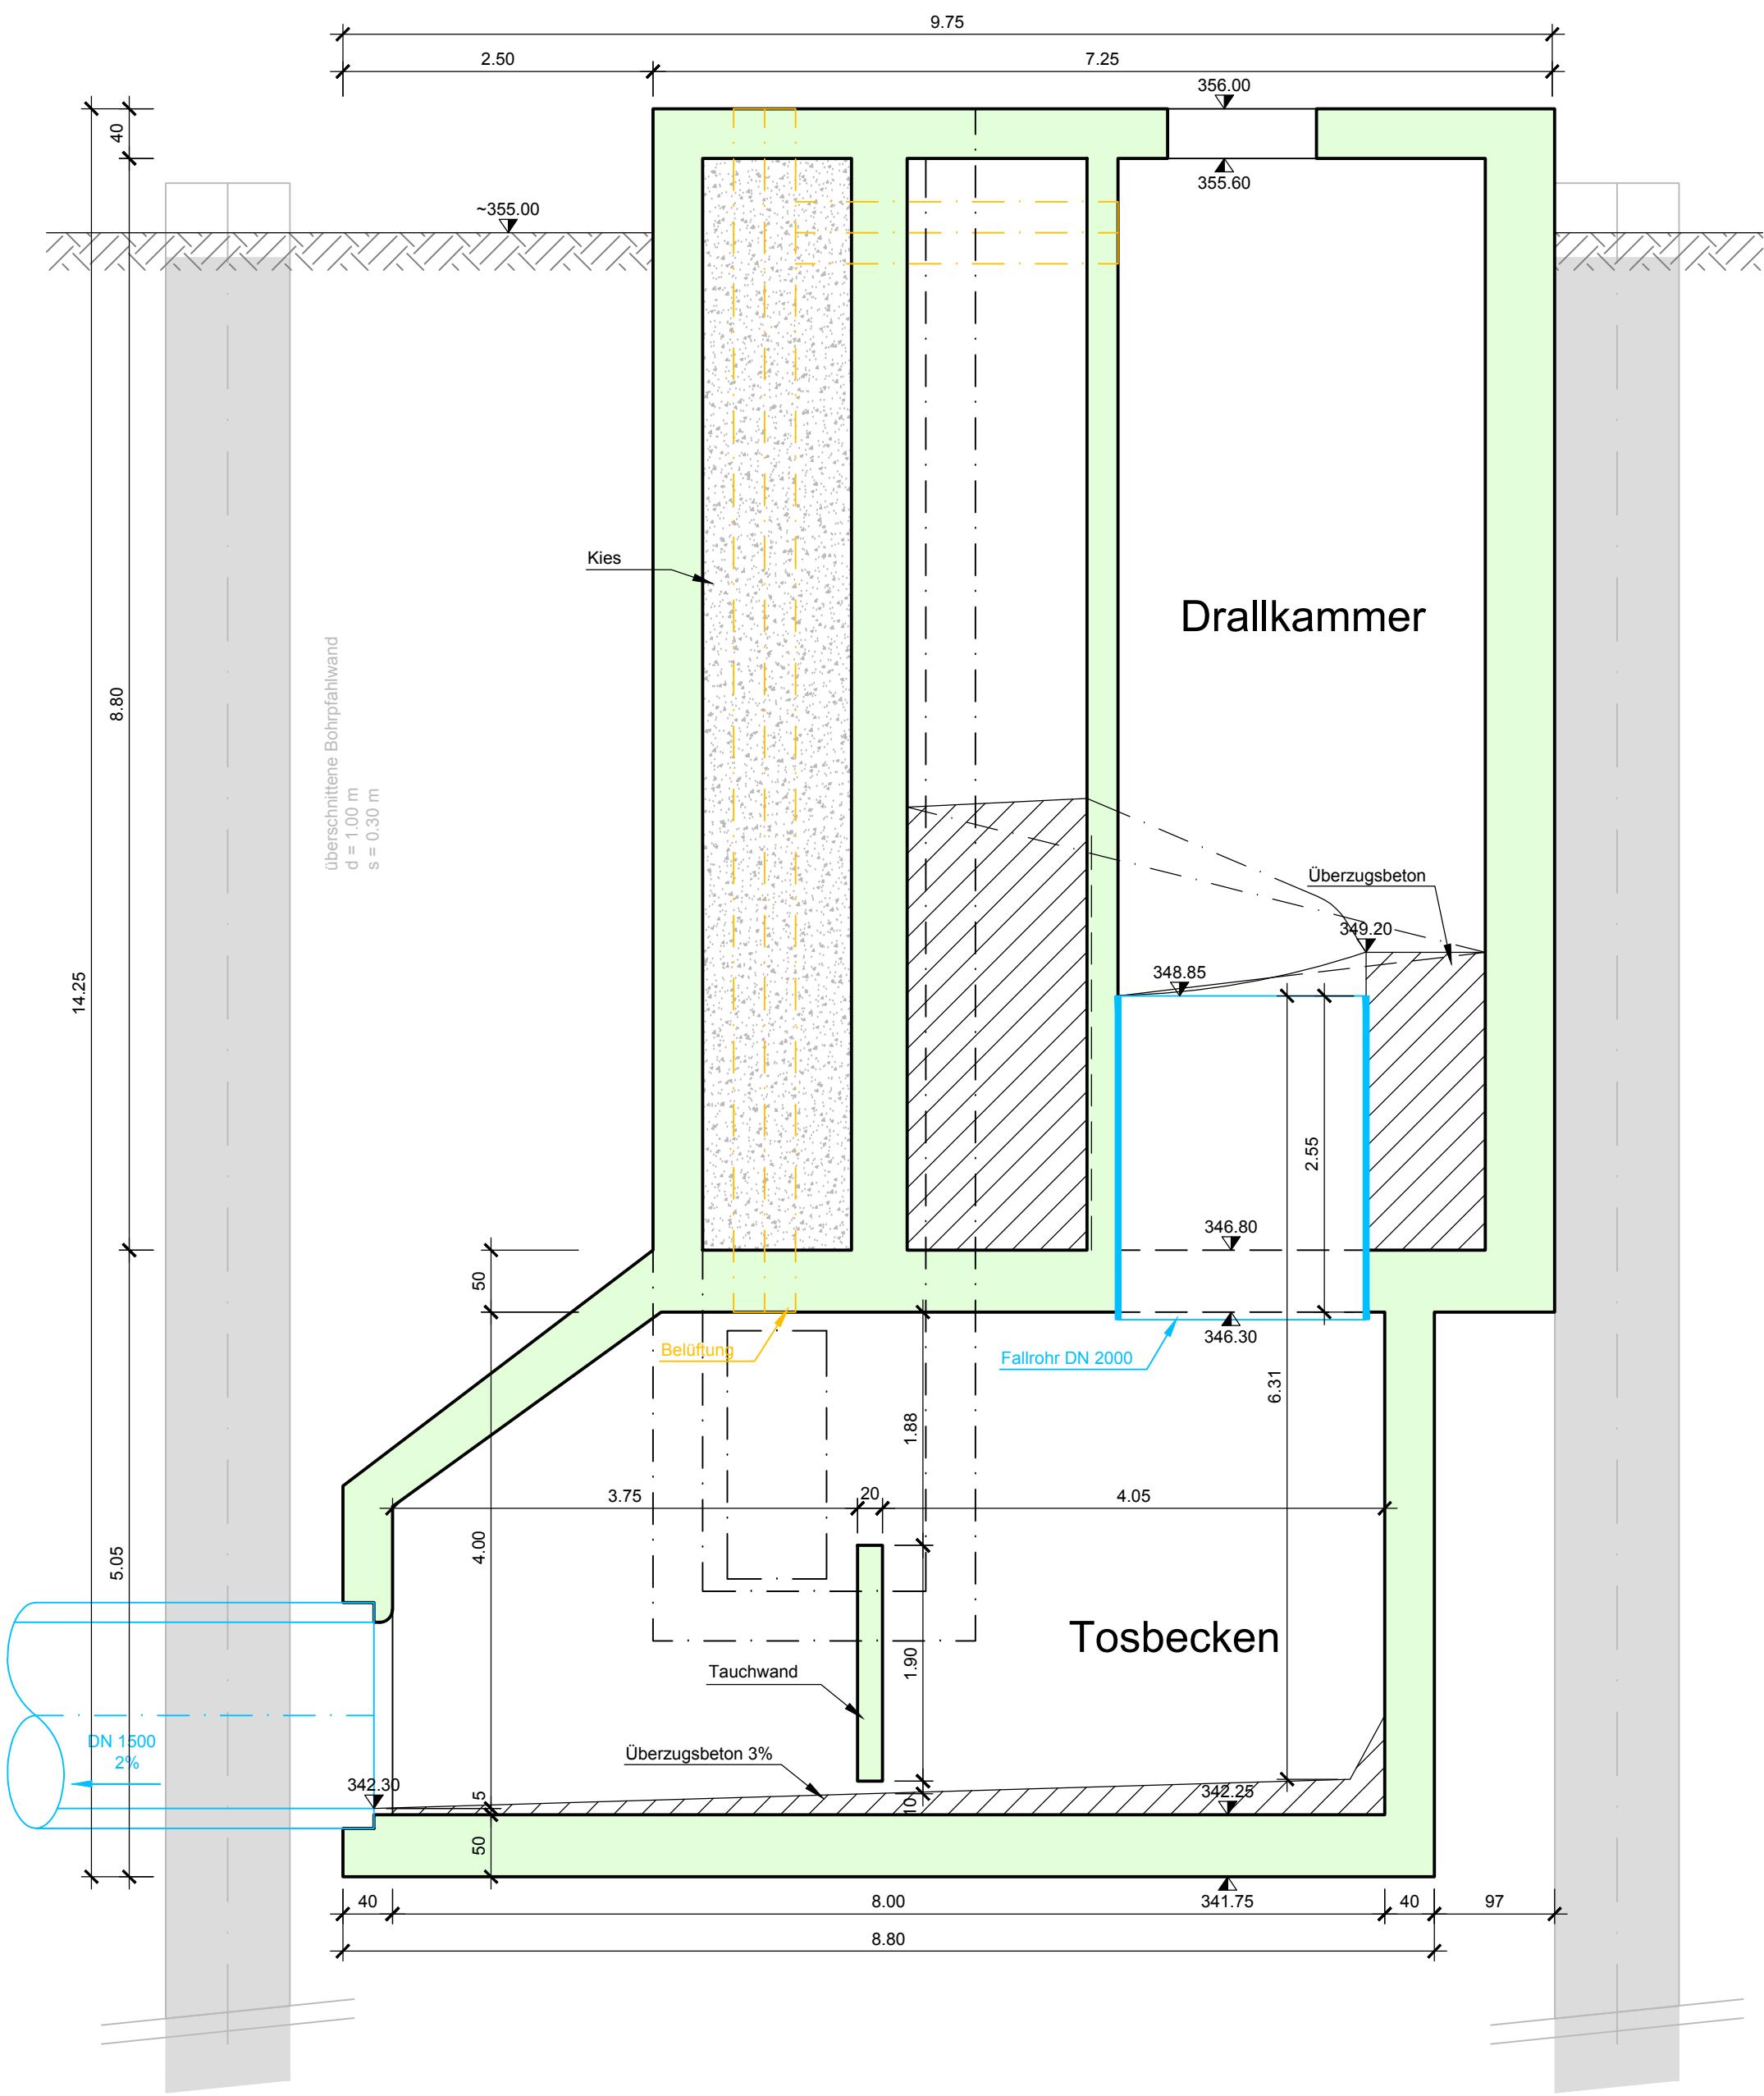 9.75
2.50
7.25
356.00
40
355.60
~355.00
Kies
Drallkammer
überschnittene Bohrpfahlwand
d = 1.00 m
s = 0.30 m
8.80
Überzugsbeton
349.20
348.85
14.25
2.55
346.80
50
346.30
Belüftung
Fallrohr DN 2000
6.31
1.88
3.75
20
4.05
4.00
5.05
Tosbecken
1.90
Tauchwand
DN 1500
2%
Überzugsbeton 3%
342.30
5
10
342.25
50
40
8.00
341.75
40
97
8.80